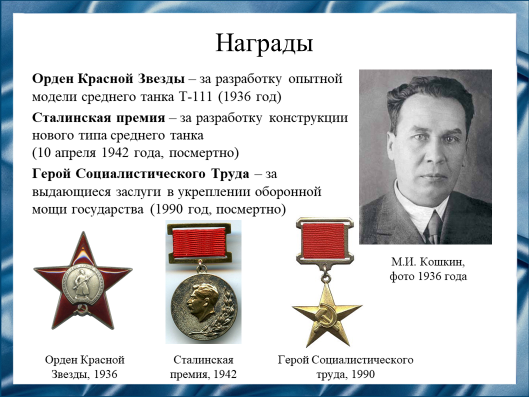 Награды
Орден Красной Звезды – за разработку опытной
модели среднего танка Т-111 (1936 год)
Сталинская премия – за разработку конструкции
нового типа среднего танка
(10 апреля 1942 года, посмертно)
Герой Социалистического Труда – за
выдающиеся заслуги в укреплении оборонной
мощи государства (1990 год, посмертно)
М.И. Кошкин,
фото 1936 года
Орден Красной
Звезды, 1936
Сталинская
премия, 1942
Герой Социалистического
труда, 1990